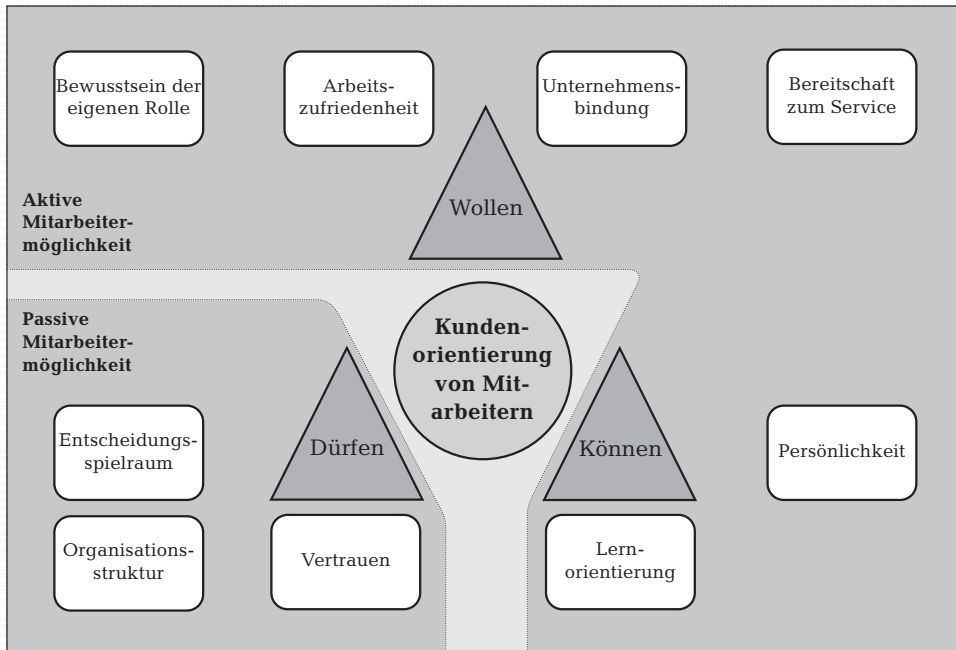 Bewusstsein der
eigenen Rolle
Arbeits-
zufriedenheit
Unternehmens-
bindung
Bereitschaft
zum Service
Aktive
Mitarbeiter-
möglichkeit
Wollen
Passive
Mitarbeiter-
möglichkeit
Kunden-
orientierung
von Mit-
arbeitern
Entscheidungs-
spielraum
Dürfen
Können
Persönlichkeit
Organisations-
struktur
Vertrauen
Lern-
orientierung